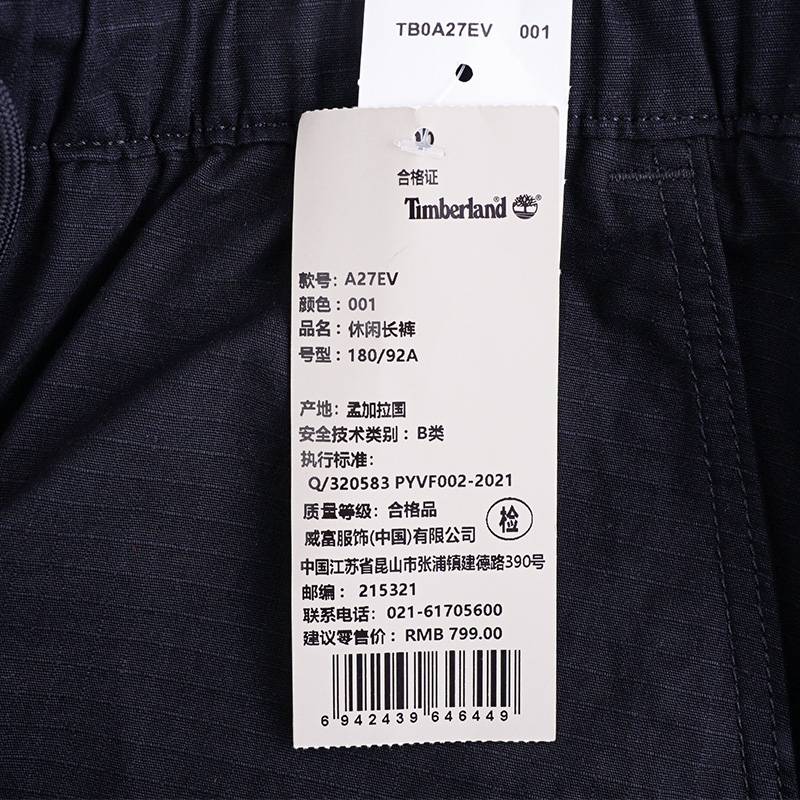 TB0A27EV 001
合格证
Timberland
款号: A27EV
颜色: 001
品名: 休闲长裤
号型: 180/92A
产地: 孟加拉国
安全技术类别: B类
执行标准:
Q/320583 PYVF002-2021
质量等级: 合格品
检
威富服饰(中国)有限公司
中国江苏省昆山市张浦镇建德路390号
邮编: 215321
联系电话: 021-61705600
建议零售价: RMB 799.00
6 942439 646449